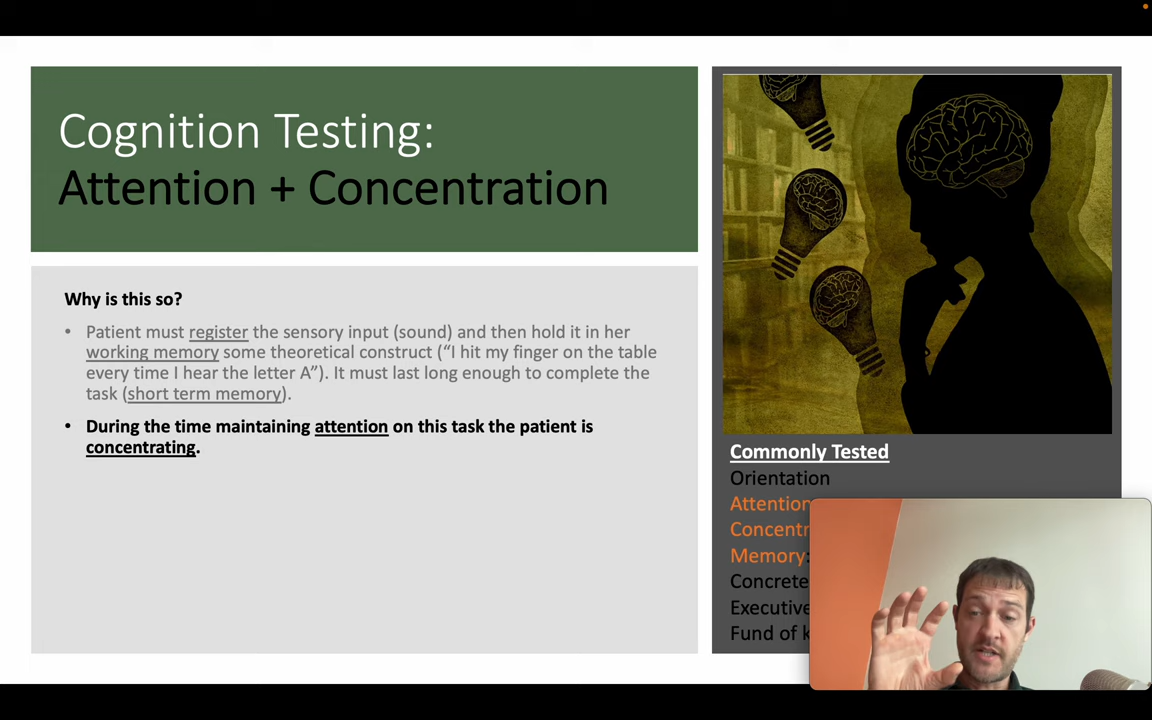 Cognition Testing:
Attention + Concentration
Why is this so?
• Patient must register the sensory input (sound) and then hold it in her
working memory some theoretical construct (“I hit my finger on the table
every time I hear the letter A”). It must last long enough to complete the
task (short term memory).
• During the time maintaining attention on this task the patient is
concentrating.
Commonly Tested
Orientation
Attention
Memory:
Concrete
Executive
Fund of